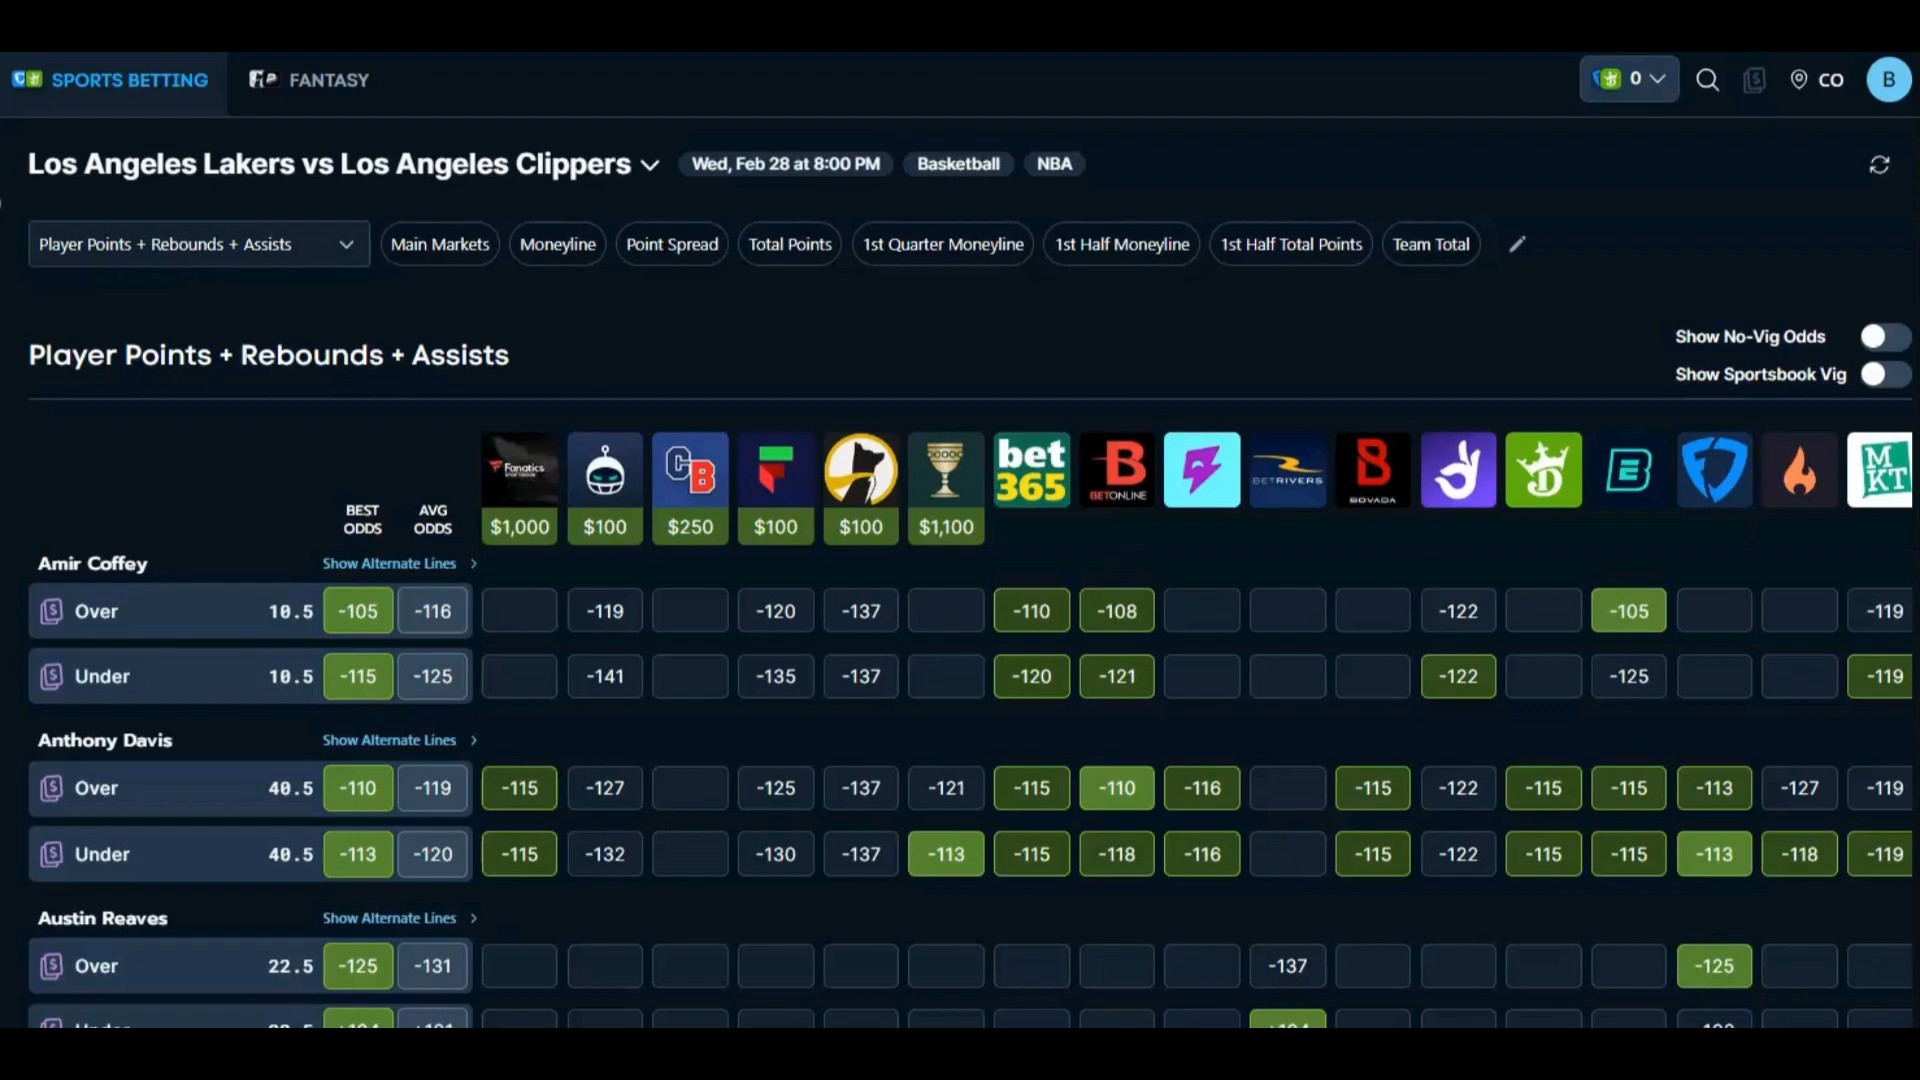 SPORTS BETTING FANTASY 0 CO B
Los Angeles Lakers vs Los Angeles Clippers Wed, Feb 28 at 8:00 PM Basketball NBA
Player Points + Rebounds + Assists Main Markets Moneyline Point Spread Total Points 1st Quarter Moneyline 1st Half Moneyline 1st Half Total Points Team Total
Show No-Vig Odds
Player Points + Rebounds + Assists
Show Sportsbook Vig
Fanatics CB bet365 B BETONLINE BETRIVERS B BOVADA MKT
BEST ODDS AVG ODDS $1,000 $100 $250 $100 $100 $1,100
Amir Coffey Show Alternate Lines
Over 10.5 -105 -116 -119 -120 -137 -110 -108 -122 -105 -119
Under 10.5 -115 -125 -141 -135 -137 -120 -121 -122 -125 -119
Anthony Davis Show Alternate Lines
Over 40.5 -110 -119 -115 -127 -125 -137 -121 -115 -110 -116 -115 -122 -115 -115 -113 -127 -119
Under 40.5 -113 -120 -115 -132 -130 -137 -113 -115 -118 -116 -115 -122 -115 -115 -113 -118 -119
Austin Reaves Show Alternate Lines
Over 22.5 -125 -131 -137 -125